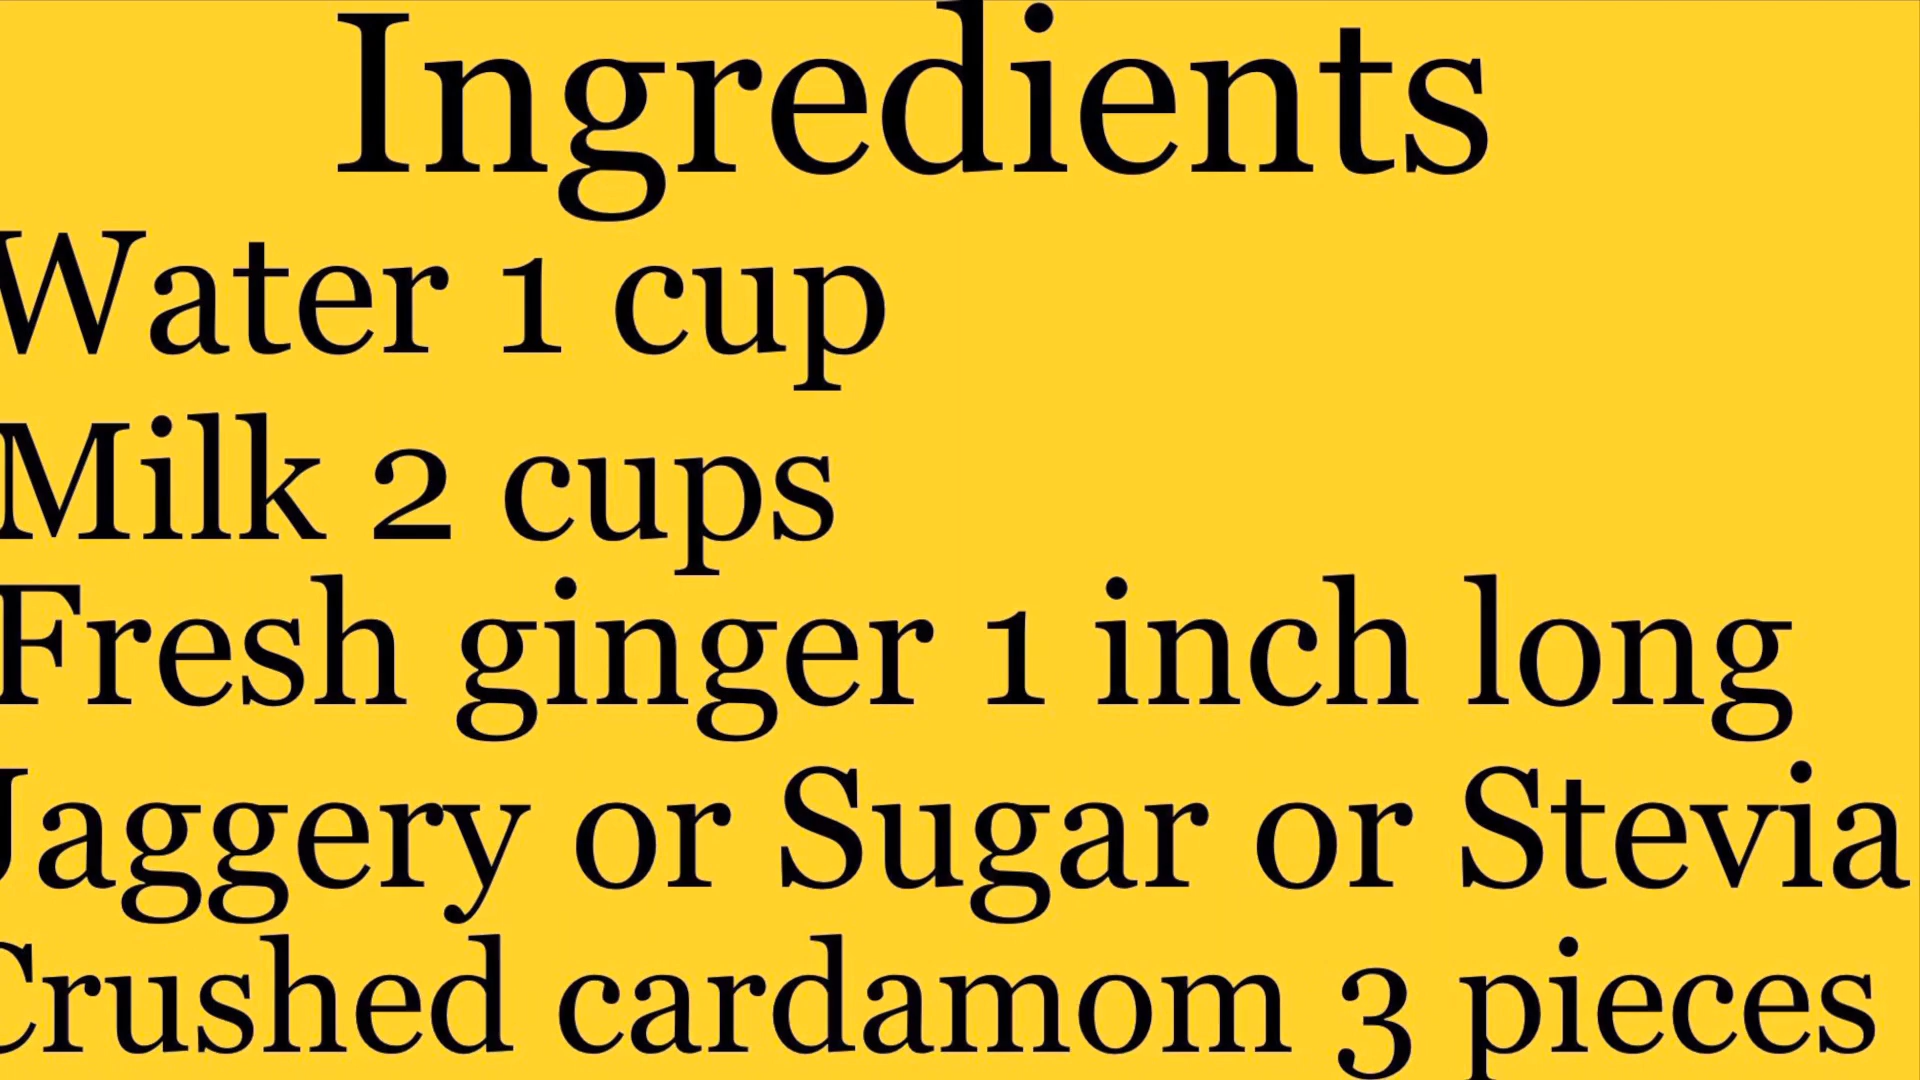 Ingredients
Water 1 cup
Milk 2 cups
Fresh ginger 1 inch long
Jaggery or Sugar or Stevia
Crushed cardamom 3 pieces